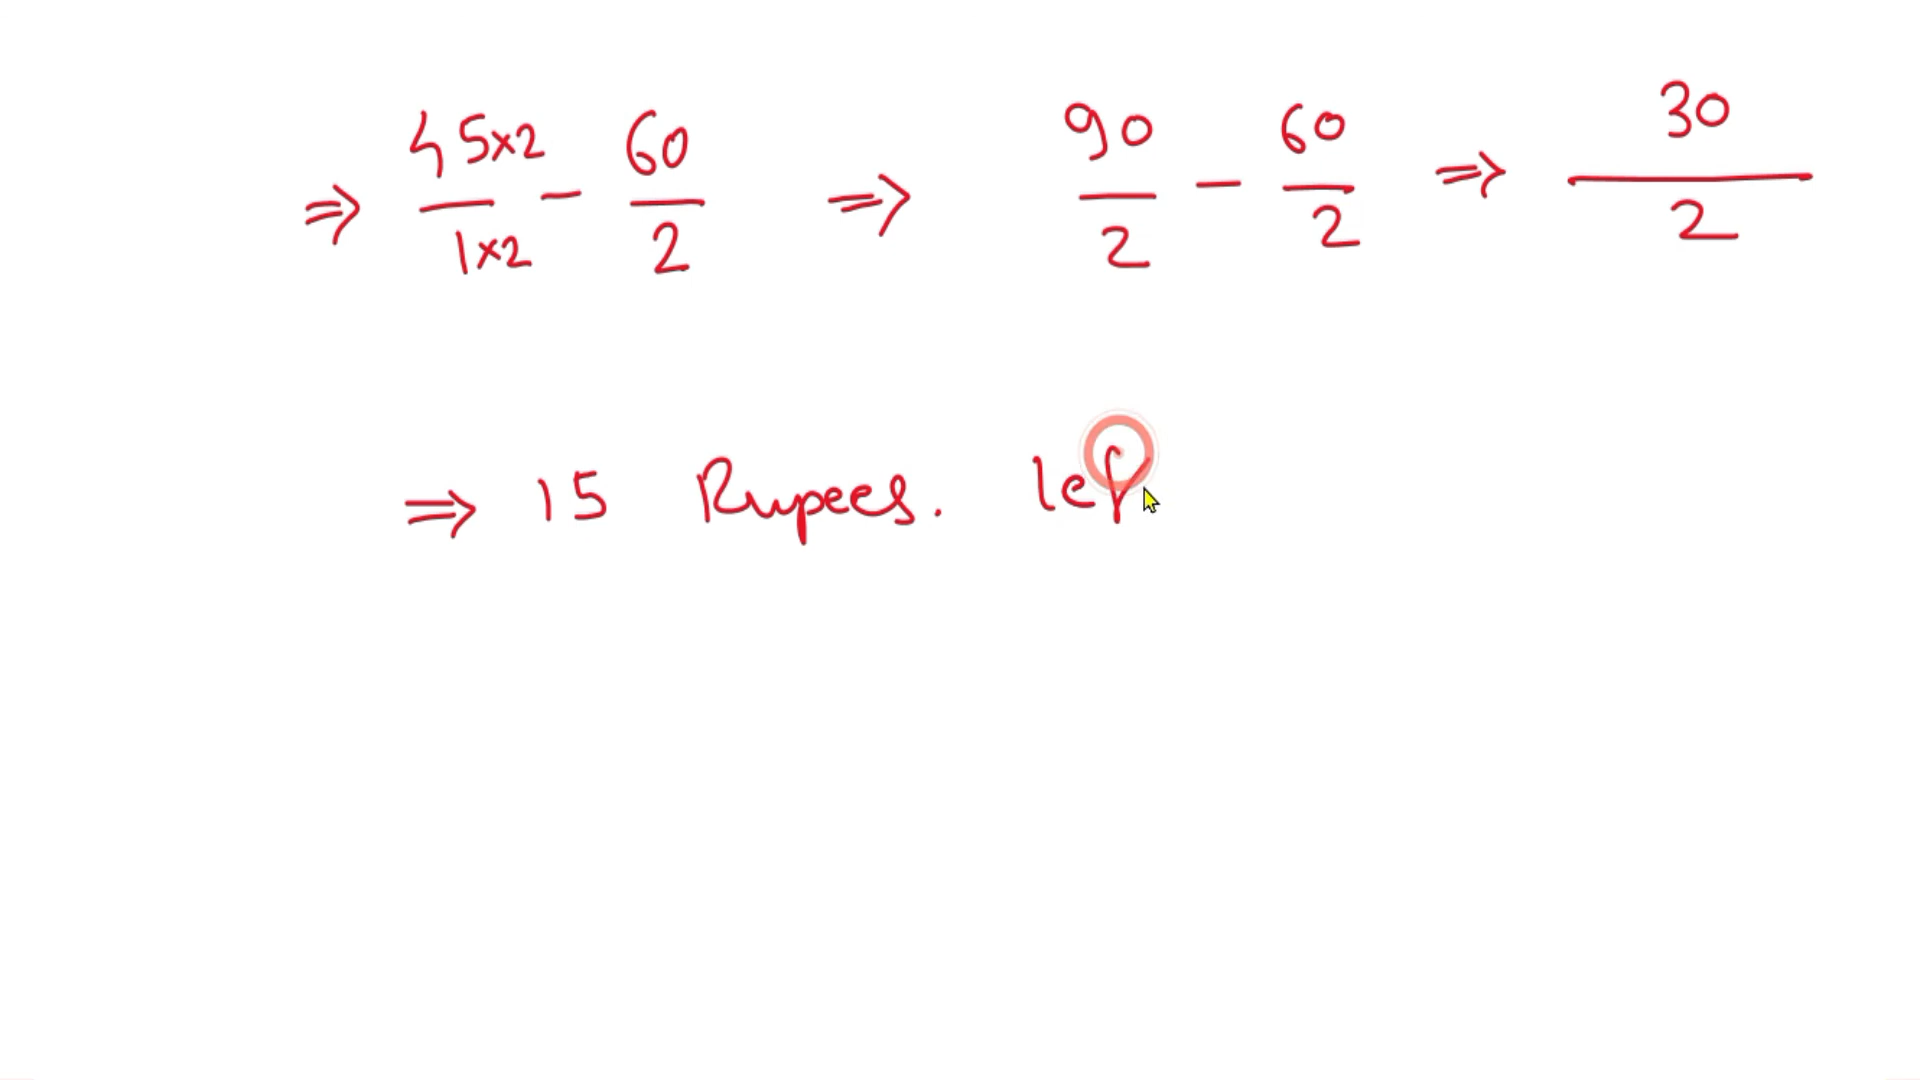 ⇒ 45×2/1×2 − 60/2 ⇒ 90/2 − 60/2 ⇒ 30/2
⇒ 15 Rupees. lef